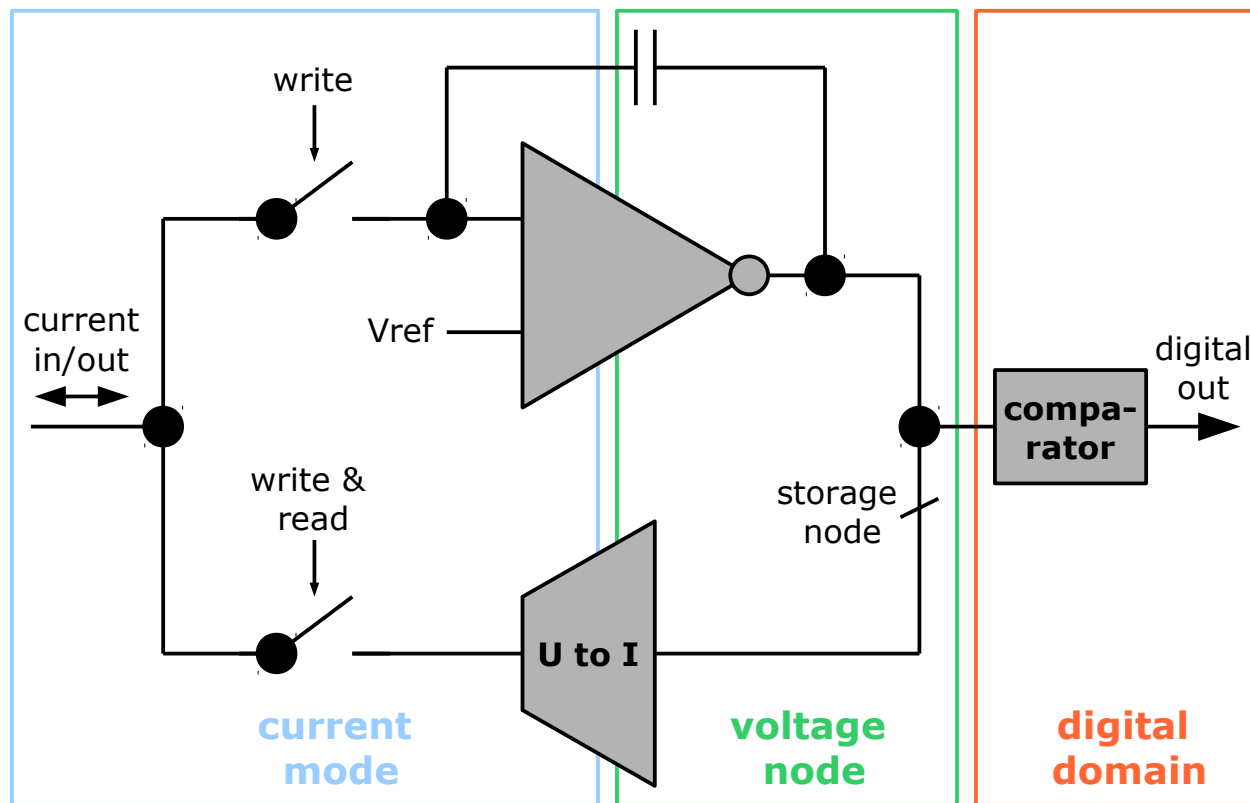 write
Vref
current
in/out
write &
read
digital
out
compa-
rator
storage
node
U to I
current
mode
voltage
node
digital
domain